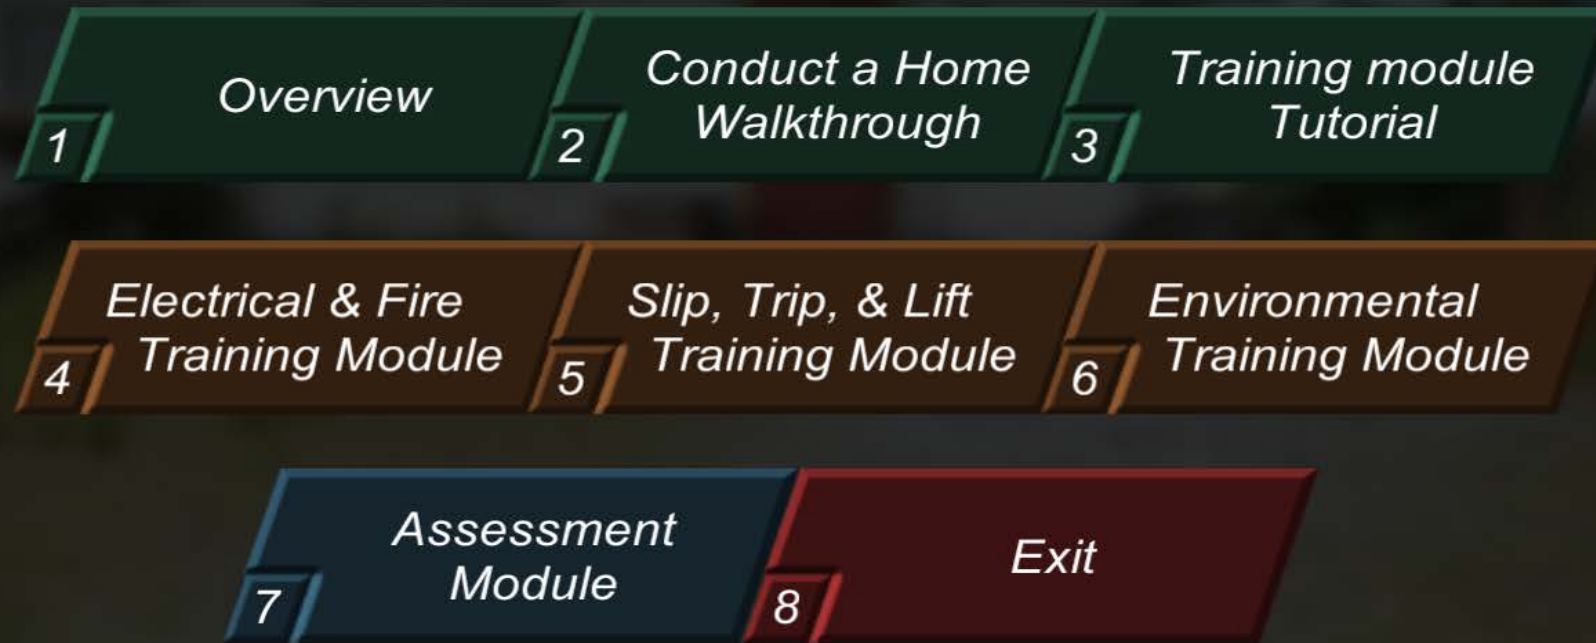 Overview
1
Conduct a Home
Walkthrough
2
Training module
Tutorial
3
Electrical & Fire
Training Module
4
Slip, Trip, & Lift
Training Module
5
Environmental
Training Module
6
Assessment
Module
7
Exit
8